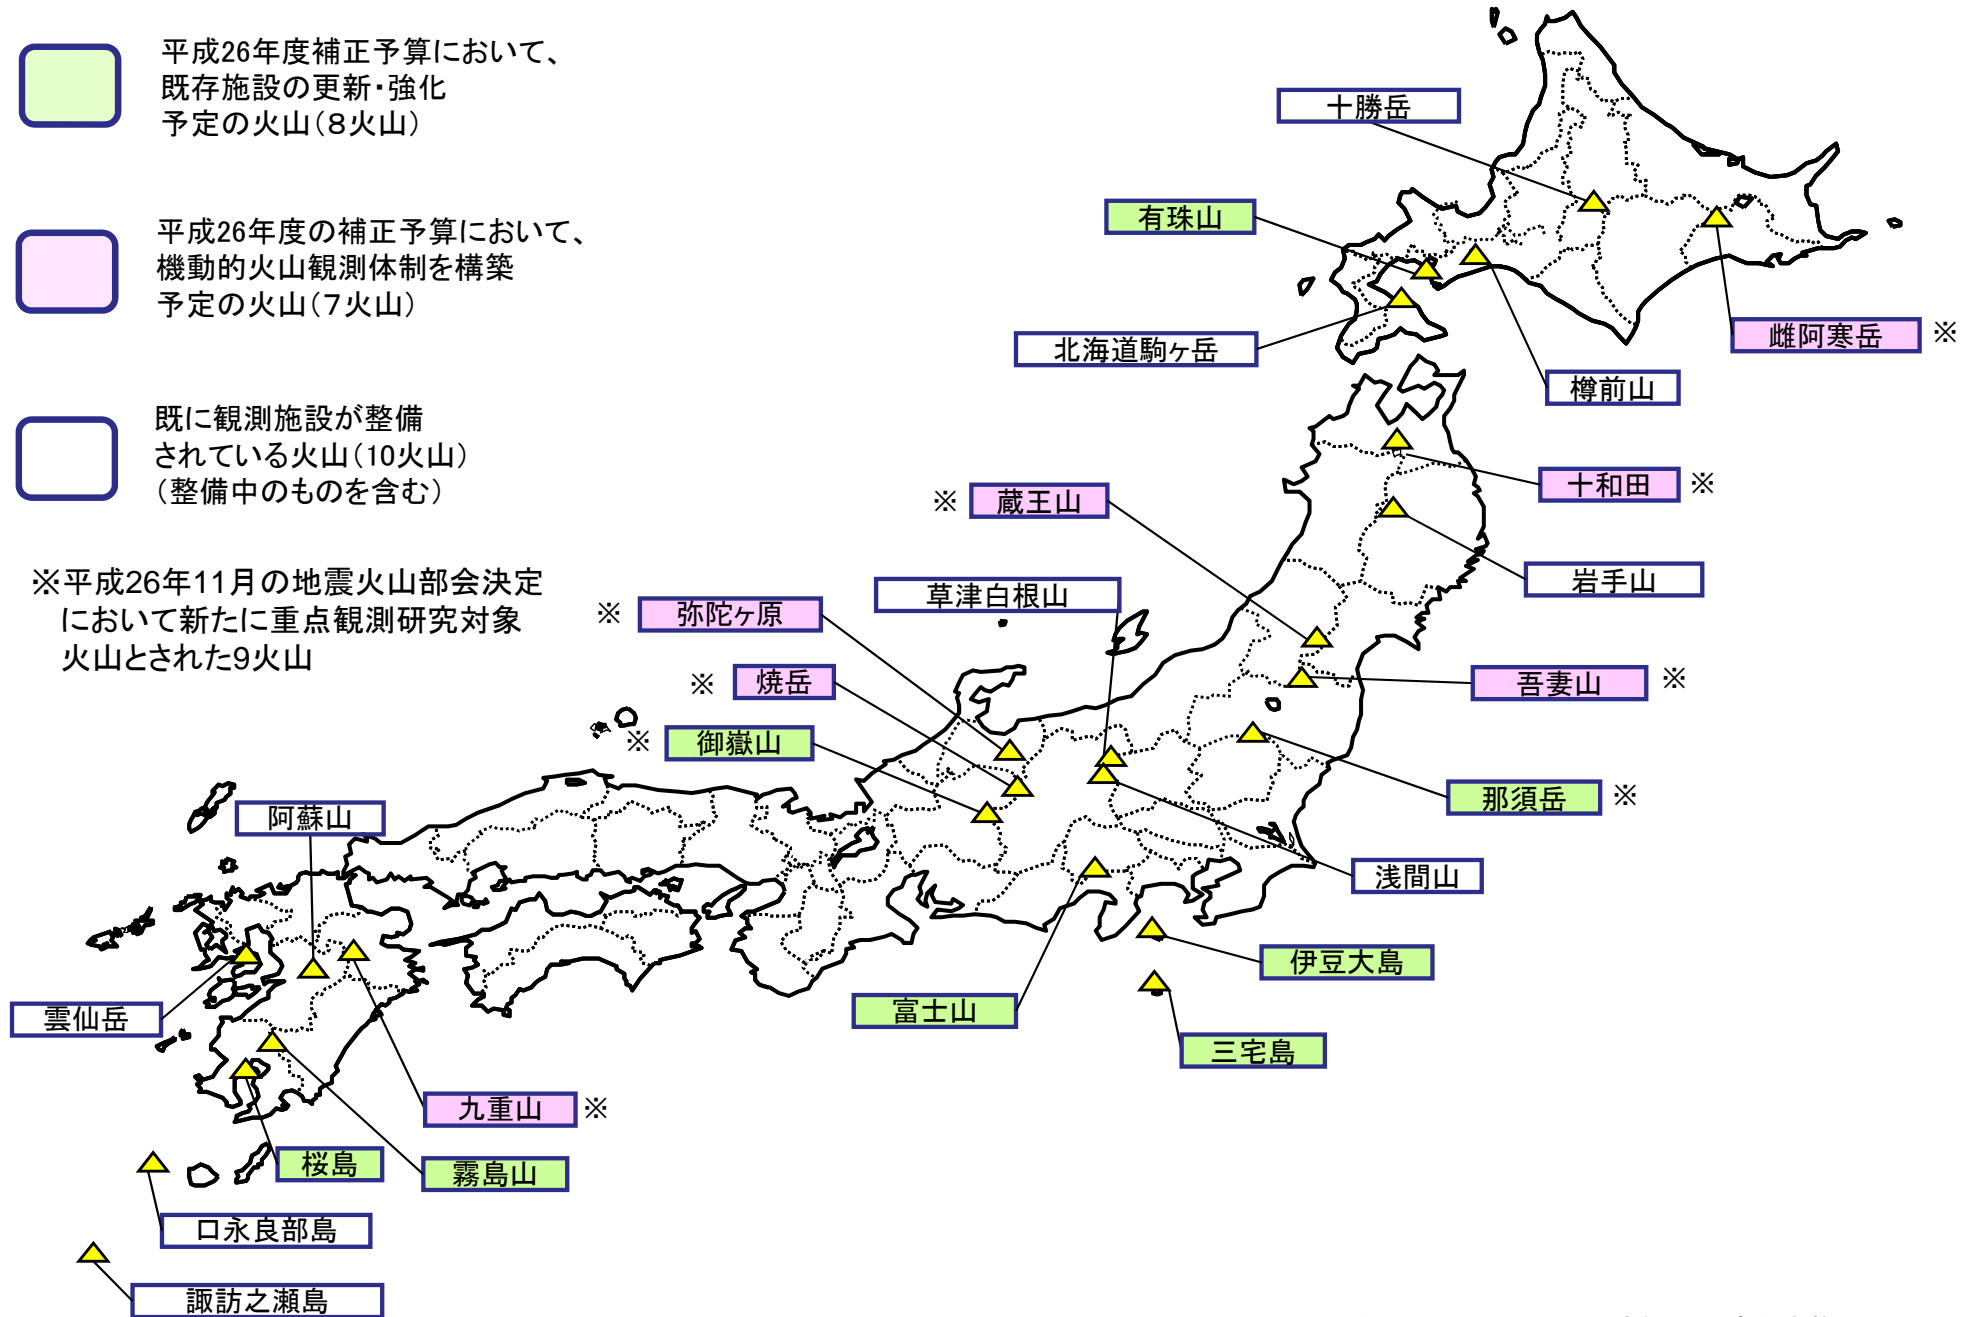 平成26年度補正予算において、
既存施設の更新・強化
予定の火山（８火山）
平成26年度の補正予算において、
機動的火山観測体制を構築
予定の火山（７火山）
既に観測施設が整備
されている火山（10火山）
（整備中のものを含む）
※平成26年11月の地震火山部会決定
において新たに重点観測研究対象
火山とされた9火山
十勝岳
有珠山
北海道駒ヶ岳
雌阿寒岳 ※
樽前山
十和田 ※
※ 蔵王山
岩手山
草津白根山
※ 弥陀ヶ原
※ 焼岳
吾妻山 ※
※ 御嶽山
那須岳 ※
阿蘇山
浅間山
伊豆大島
富士山
雲仙岳
三宅島
九重山 ※
桜島
霧島山
口永良部島
諏訪之瀬島